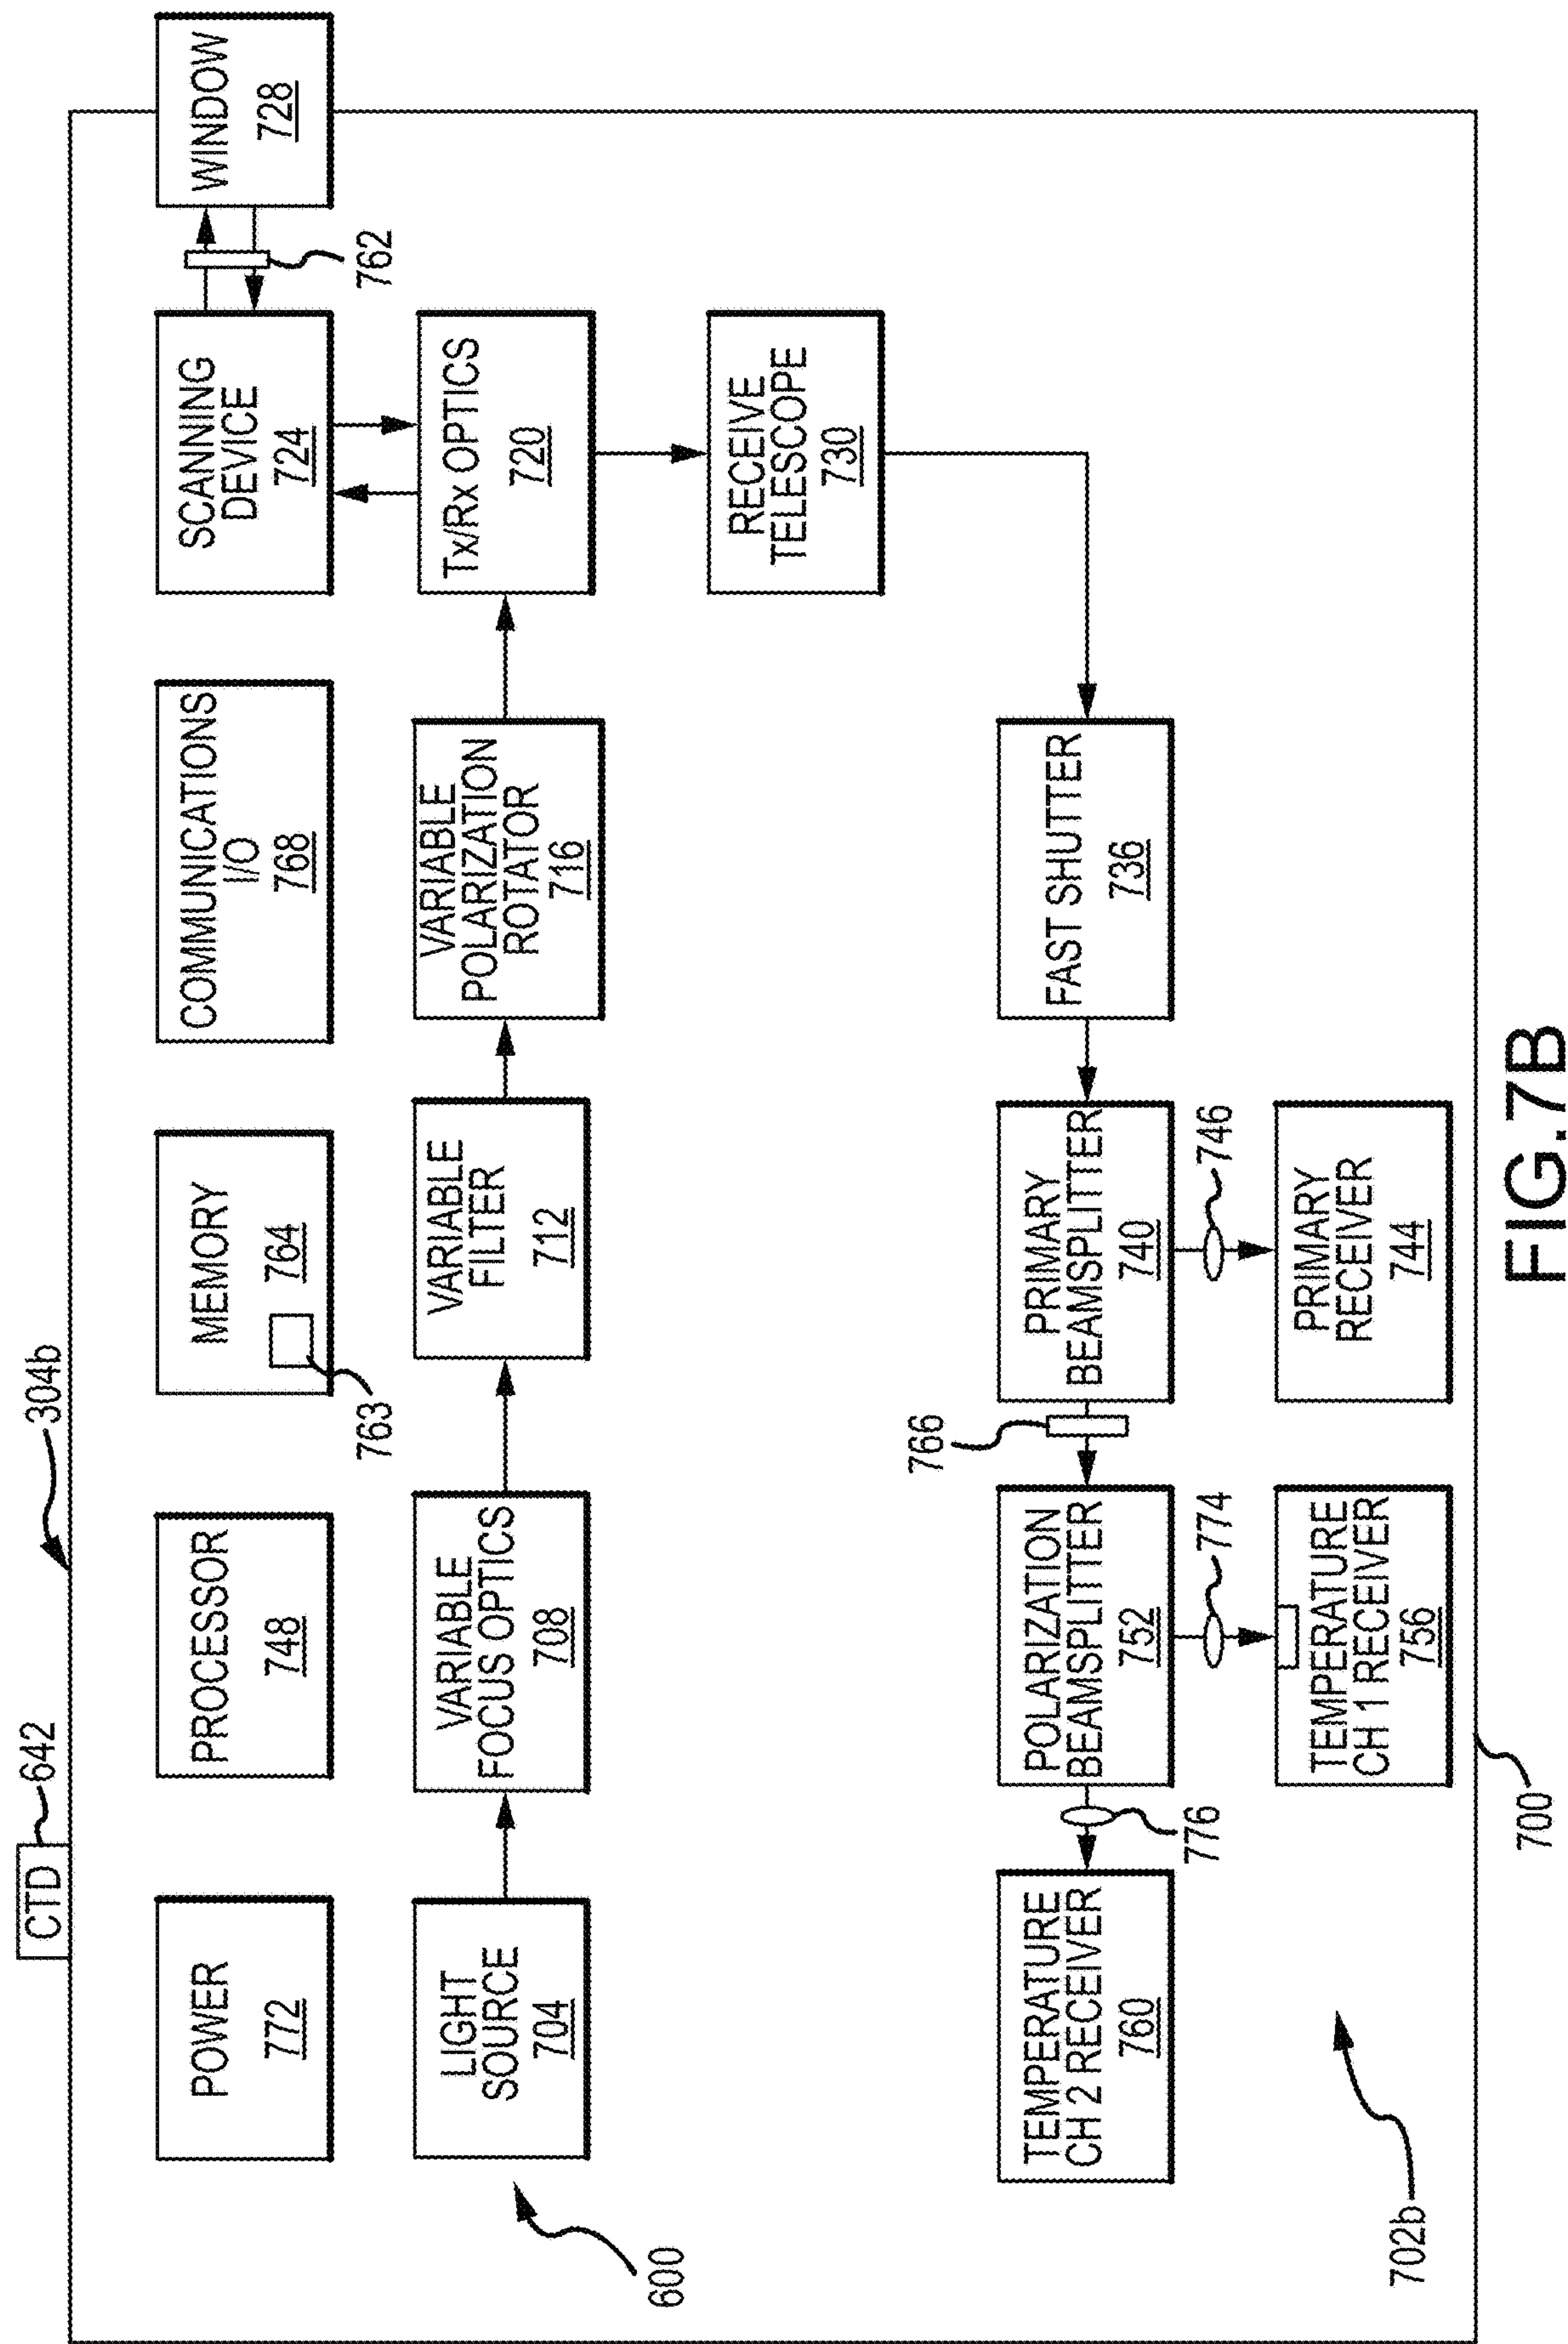 304b
CTD
642
POWER
772
PROCESSOR
748
MEMORY
764
763
COMMUNICATIONS
I/O
768
SCANNING
DEVICE
724
WINDOW
728
762
LIGHT
SOURCE
704
VARIABLE
FOCUS OPTICS
708
VARIABLE
FILTER
712
VARIABLE
POLARIZATION
ROTATOR
716
Tx/Rx OPTICS
720
600
RECEIVE
TELESCOPE
730
766
TEMPERATURE
CH 2 RECEIVER
760
POLARIZATION
BEAMSPLITTER
752
PRIMARY
BEAMSPLITTER
740
FAST SHUTTER
736
776
774
746
TEMPERATURE
CH 1 RECEIVER
756
PRIMARY
RECEIVER
744
702b
700
FIG.7B